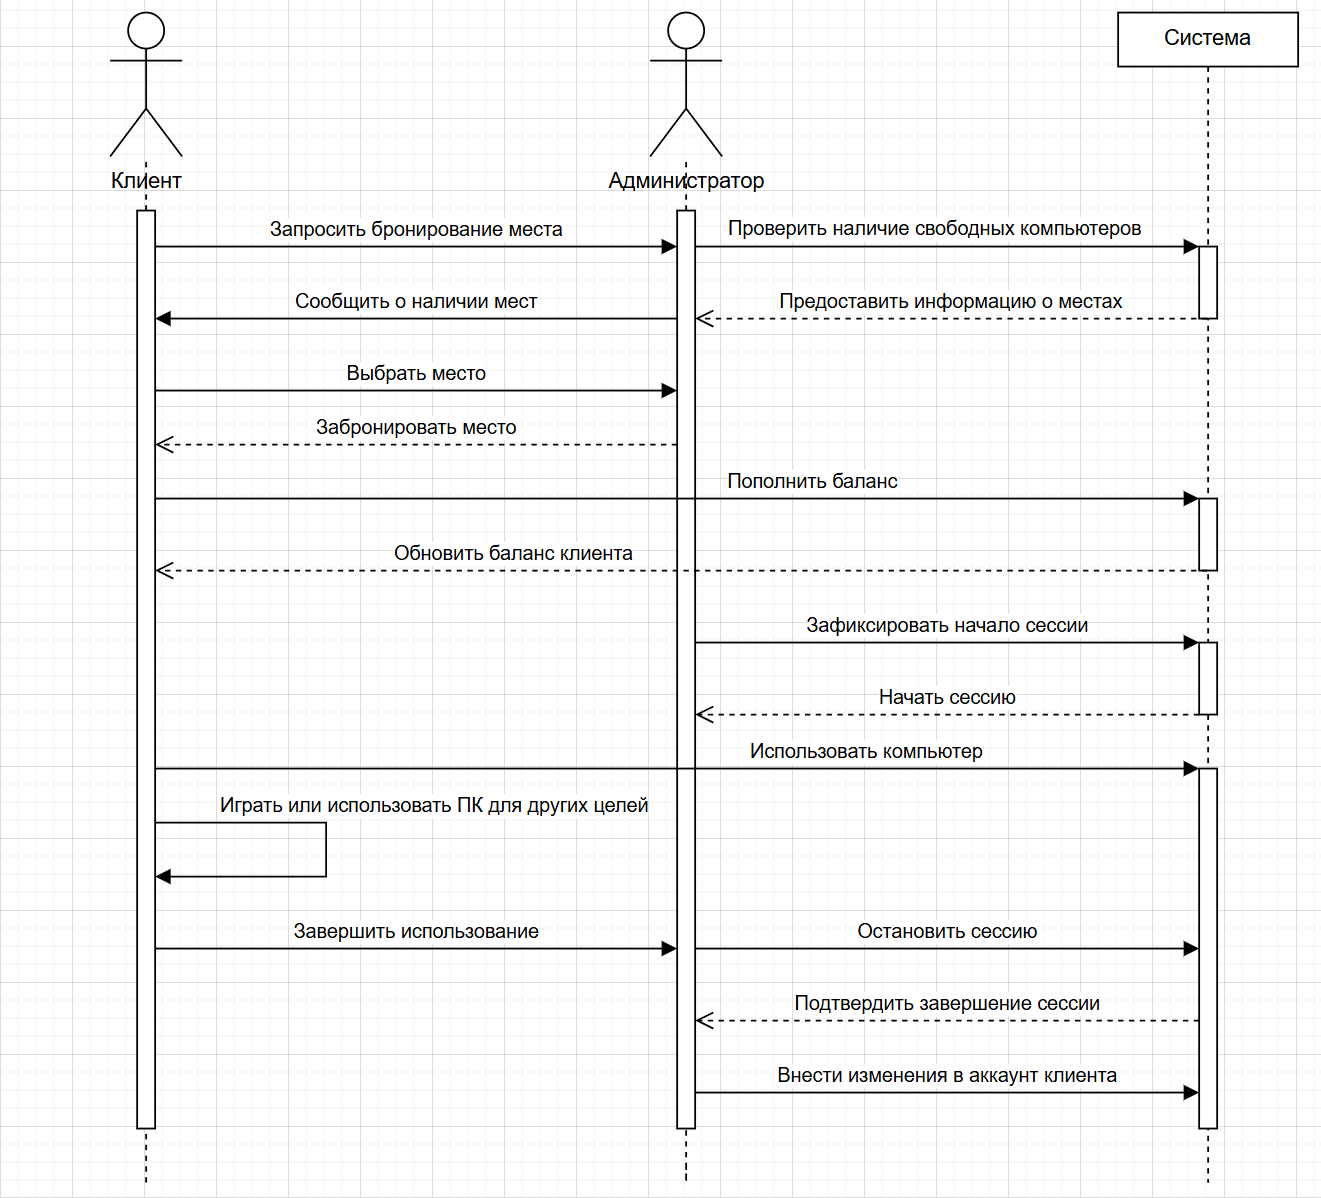 Клиент
Администратор
Система
Запросить бронирование места
Проверить наличие свободных компьютеров
Сообщить о наличии мест
Предоставить информацию о местах
Выбрать место
Забронировать место
Пополнить баланс
Обновить баланс клиента
Зафиксировать начало сессии
Начать сессию
Использовать компьютер
Играть или использовать ПК для других целей
Завершить использование
Остановить сессию
Подтвердить завершение сессии
Внести изменения в аккаунт клиента